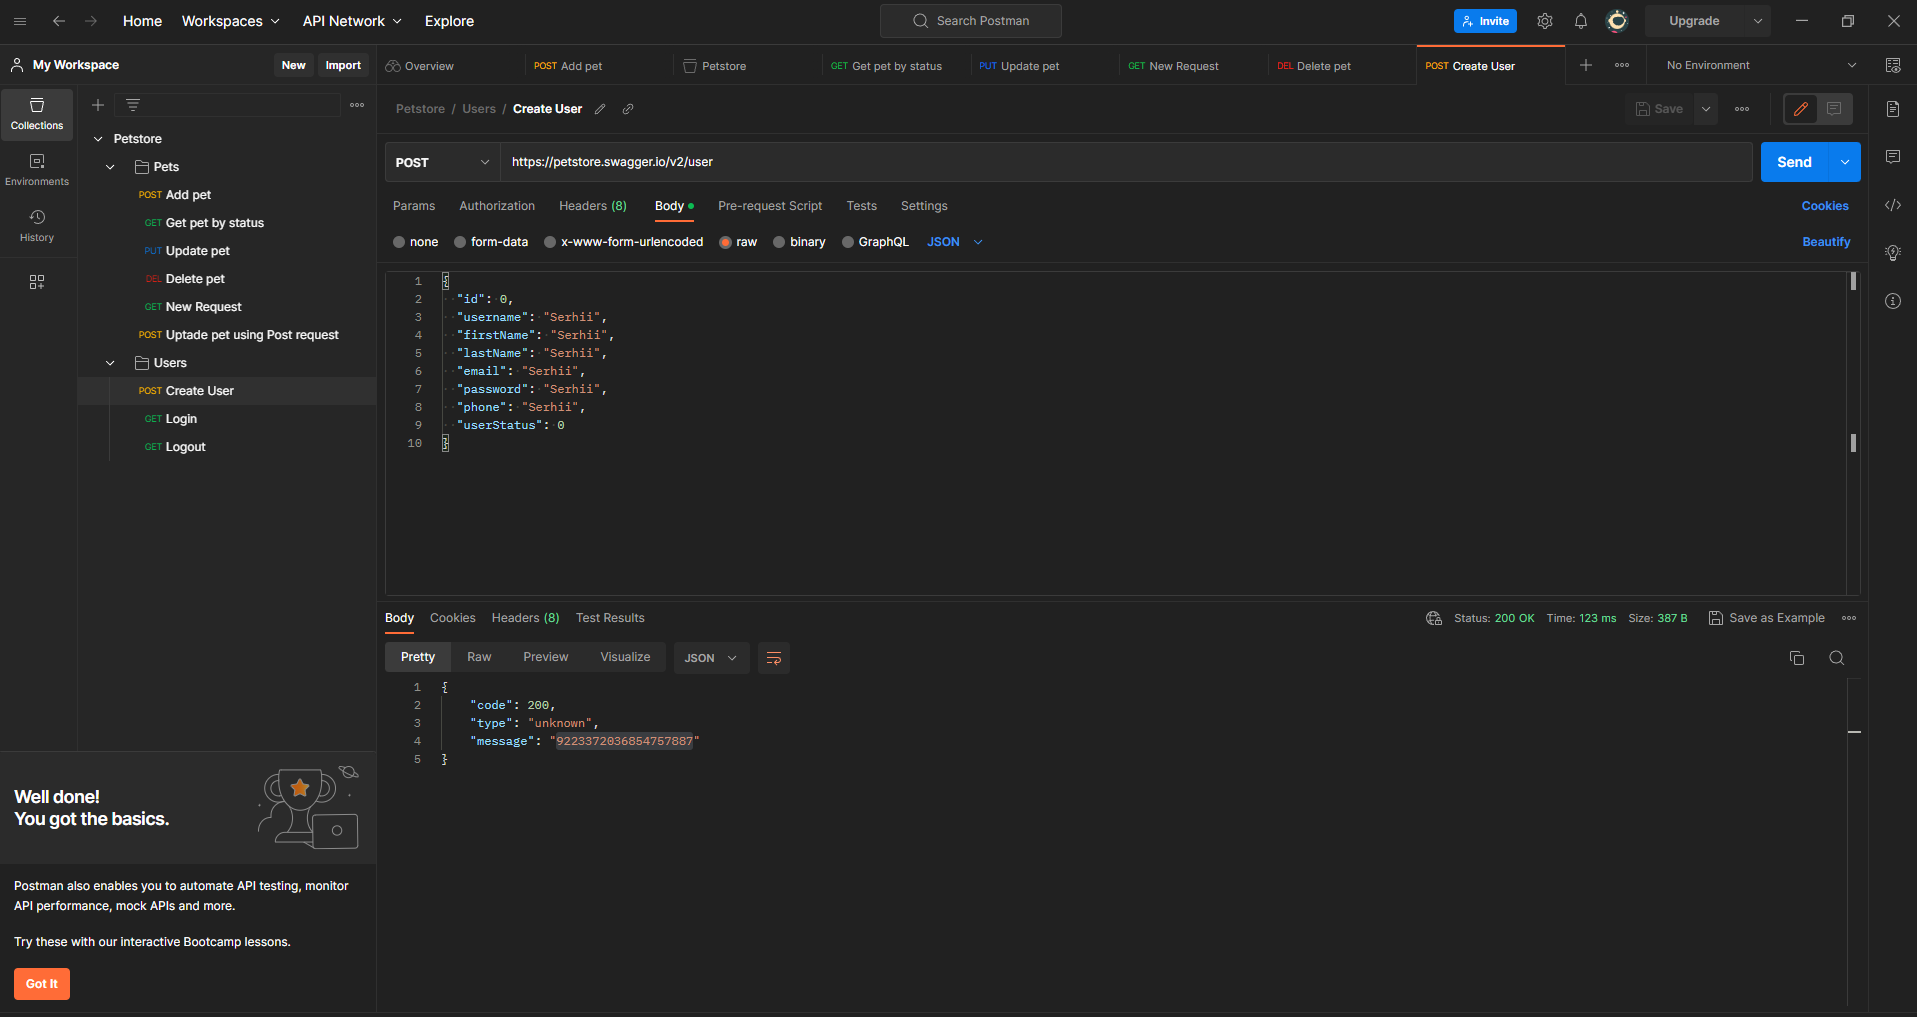 Home Workspaces API Network Explore Search Postman Invite Upgrade
My Workspace New Import
Overview POST Add pet Petstore GET Get pet by status PUT Update pet GET New Request DEL Delete pet POST Create User No Environment
Collections
Environments
History
Petstore
Pets
POST Add pet
GET Get pet by status
PUT Update pet
DEL Delete pet
GET New Request
POST Uptade pet using Post request
Users
POST Create User
GET Login
GET Logout
Well done!
You got the basics.
Postman also enables you to automate API testing, monitor
API performance, mock APIs and more.
Try these with our interactive Bootcamp lessons.
Got It
Petstore / Users / Create User Save
POST https://petstore.swagger.io/v2/user Send
Params Authorization Headers (8) Body Pre-request Script Tests Settings Cookies
none form-data x-www-form-urlencoded raw binary GraphQL JSON Beautify
1 {
2 "id": 0,
3 "username": "Serhii",
4 "firstName": "Serhii",
5 "lastName": "Serhii",
6 "email": "Serhii",
7 "password": "Serhii",
8 "phone": "Serhii",
9 "userStatus": 0
10 }
Body Cookies Headers (8) Test Results Status: 200 OK Time: 123 ms Size: 387 B Save as Example
Pretty Raw Preview Visualize JSON
1 {
2 "code": 200,
3 "type": "unknown",
4 "message": "9223372036854757887"
5 }